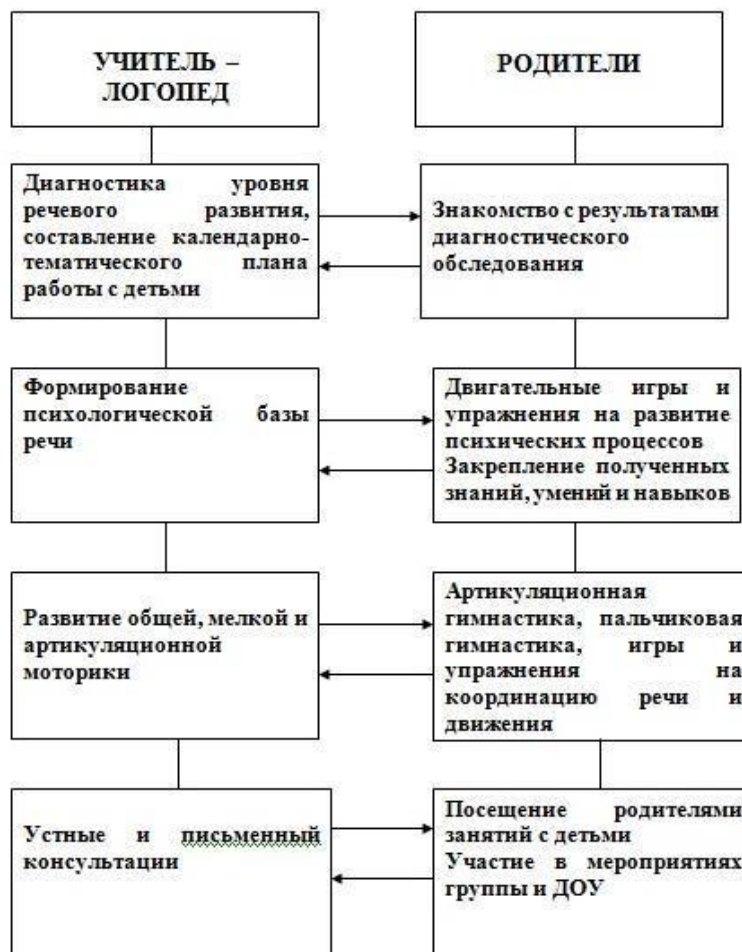 УЧИТЕЛЬ –
ЛОГОПЕД
РОДИТЕЛИ
Диагностика уровня
речевого развития,
составление календарно-
тематического плана
работы с детьми
Знакомство с результатами
диагностического
обследования
Формирование
психологической базы
речи
Двигательные игры и
упражнения на развитие
психических процессов
Закрепление полученных
знаний, умений и навыков
Развитие общей, мелкой и
артикуляционной
моторики
Артикуляционная
гимнастика, пальчиковая
гимнастика, игры и
упражнения на
координацию речи и
движения
Устные и письменный
консультации
Посещение родителями
занятий с детьми
Участие в мероприятиях
группы и ДОУ